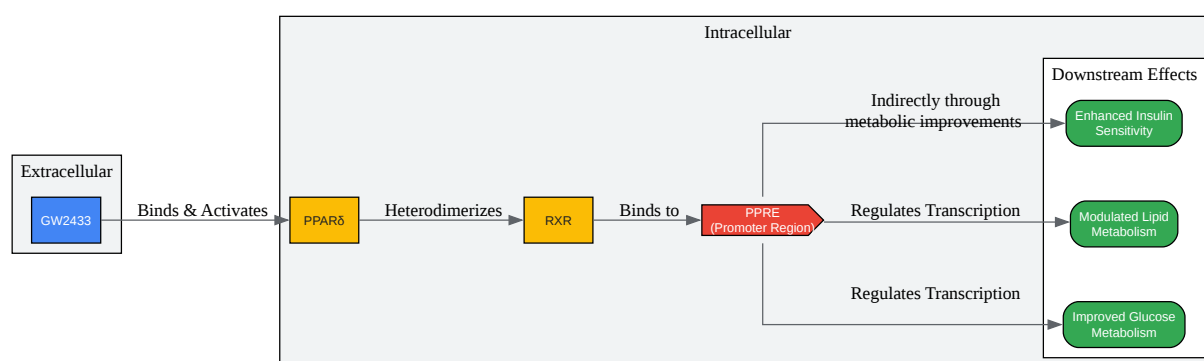 Intracellular
Downstream Effects
Indirectly through
metabolic improvements
Enhanced Insulin
Sensitivity
Extracellular
GW2433
Binds & Activates
PPARδ
Heterodimerizes
RXR
Binds to
PPRE
(Promoter Region)
Regulates Transcription
Modulated Lipid
Metabolism
Regulates Transcription
Improved Glucose
Metabolism